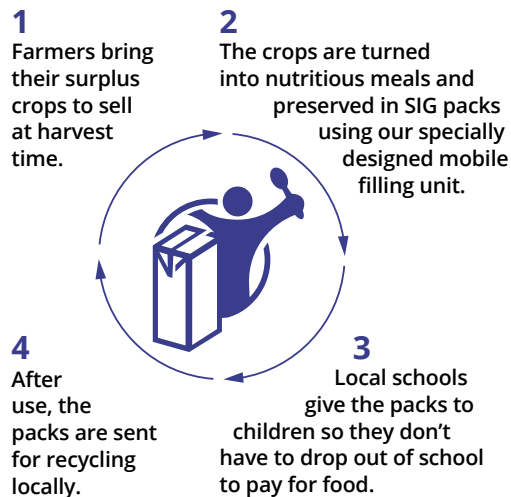 1
Farmers bring
their surplus
crops to sell
at harvest
time.
2
The crops are turned
into nutritious meals and
preserved in SIG packs
using our specially
designed mobile
filling unit.
3
Local schools
give the packs to
children so they don’t
have to drop out of school
to pay for food.
4
After
use, the
packs are sent
for recycling
locally.